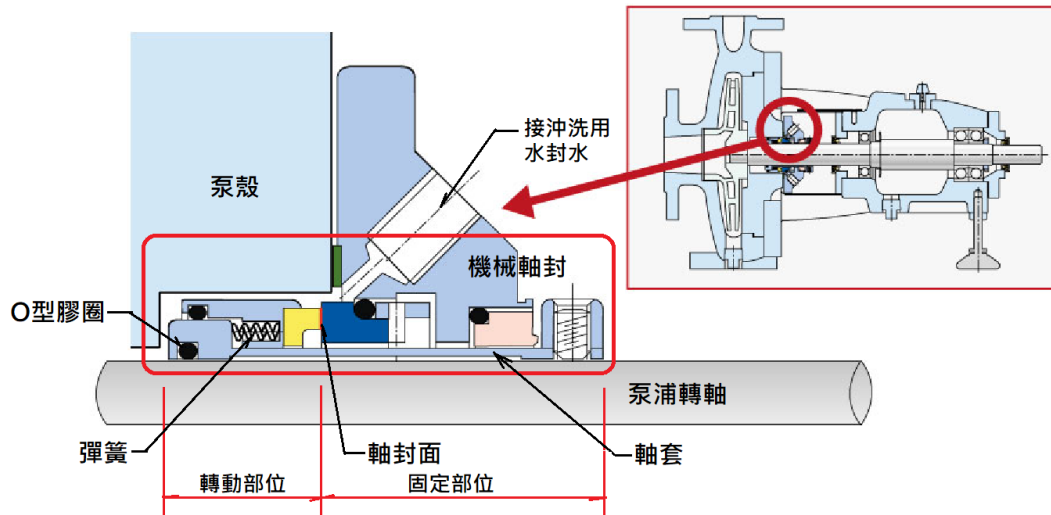 接沖洗用
水封水
泵殼
機械軸封
O型膠圈
泵浦轉軸
彈簧
軸封面
軸套
轉動部位
固定部位